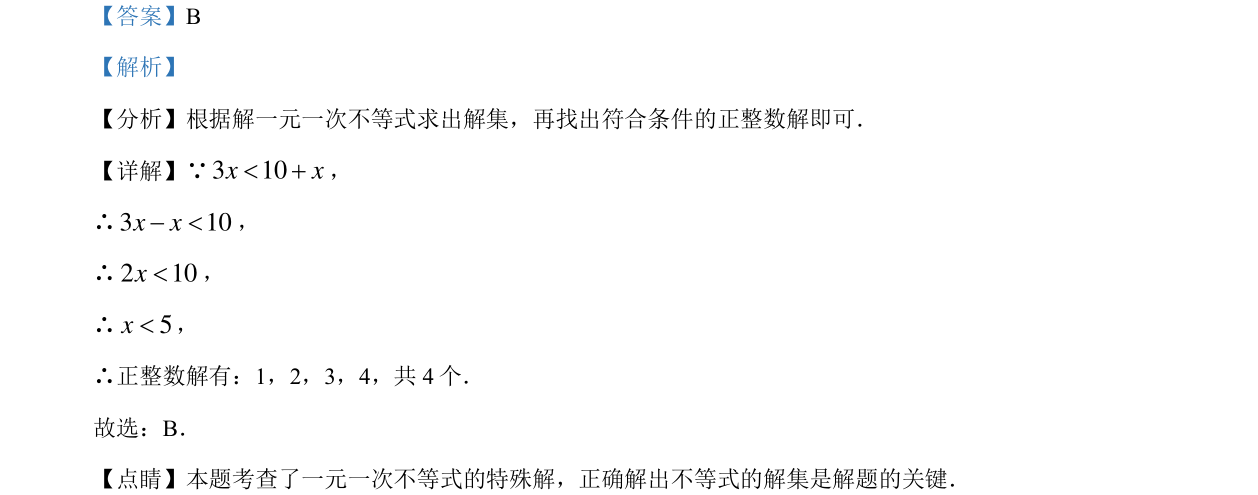 【答案】B
【解析】
【分析】根据解一元一次不等式求出解集，再找出符合条件的正整数解即可．
【详解】∵3x<10+x，
∴3x−x<10，
∴2x<10，
∴x<5，
∴正整数解有：1，2，3，4，共 4 个．
故选：B．
【点睛】本题考查了一元一次不等式的特殊解，正确解出不等式的解集是解题的关键．